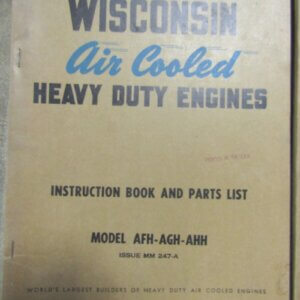 WISCONSIN
Air Cooled
HEAVY DUTY ENGINES
INSTRUCTION BOOK AND PARTS LIST
MODEL AFH-AGH-AHH
ISSUE MM 247-A
WORLD'S LARGEST BUILDERS OF HEAVY DUTY AIR COOLED ENGINES